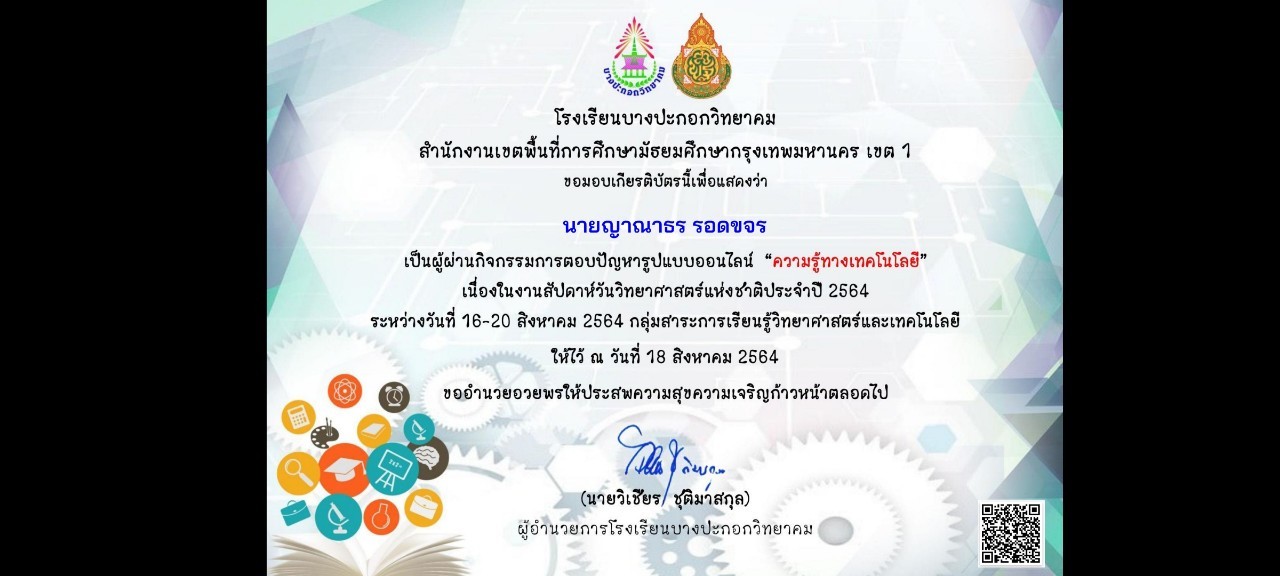 บางปะกอกวิทยาคม
โรงเรียนบางปะกอกวิทยาคม
สำนักงานเขตพื้นที่การศึกษามัธยมศึกษากรุงเทพมหานคร เขต 1
ขอมอบเกียรติบัตรนี้เพื่อแสดงว่า
นายญาณาธร รอดขจร
เป็นผู้ผ่านกิจกรรมการตอบปัญหารูปแบบออนไลน์ “ความรู้ทางเทคโนโลยี”
เนื่องในงานสัปดาห์วันวิทยาศาสตร์แห่งชาติประจำปี 2564
ระหว่างวันที่ 16-20 สิงหาคม 2564 กลุ่มสาระการเรียนรู้วิทยาศาสตร์และเทคโนโลยี
ให้ไว้ ณ วันที่ 18 สิงหาคม 2564
ขออำนวยอวยพรให้ประสพความสุขความเจริญก้าวหน้าตลอดไป
(นายวิเชียร ชุติมาสกุล)
ผู้อำนวยการโรงเรียนบางปะกอกวิทยาคม